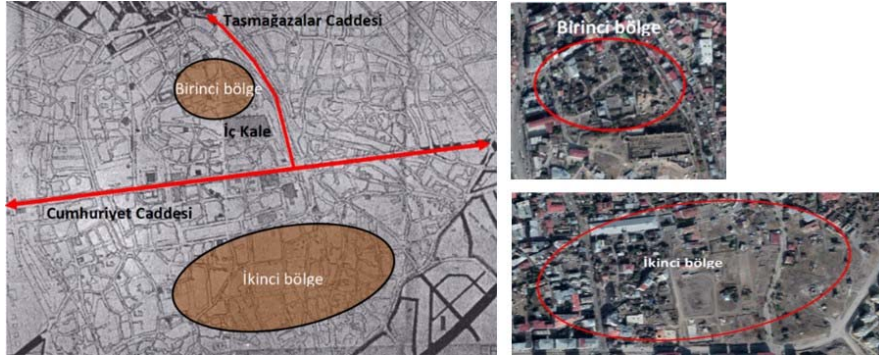 Taşmağazalar Caddesi
Birinci bölge
İç Kale
Cumhuriyet Caddesi
İkinci bölge
Birinci bölge
İkinci bölge